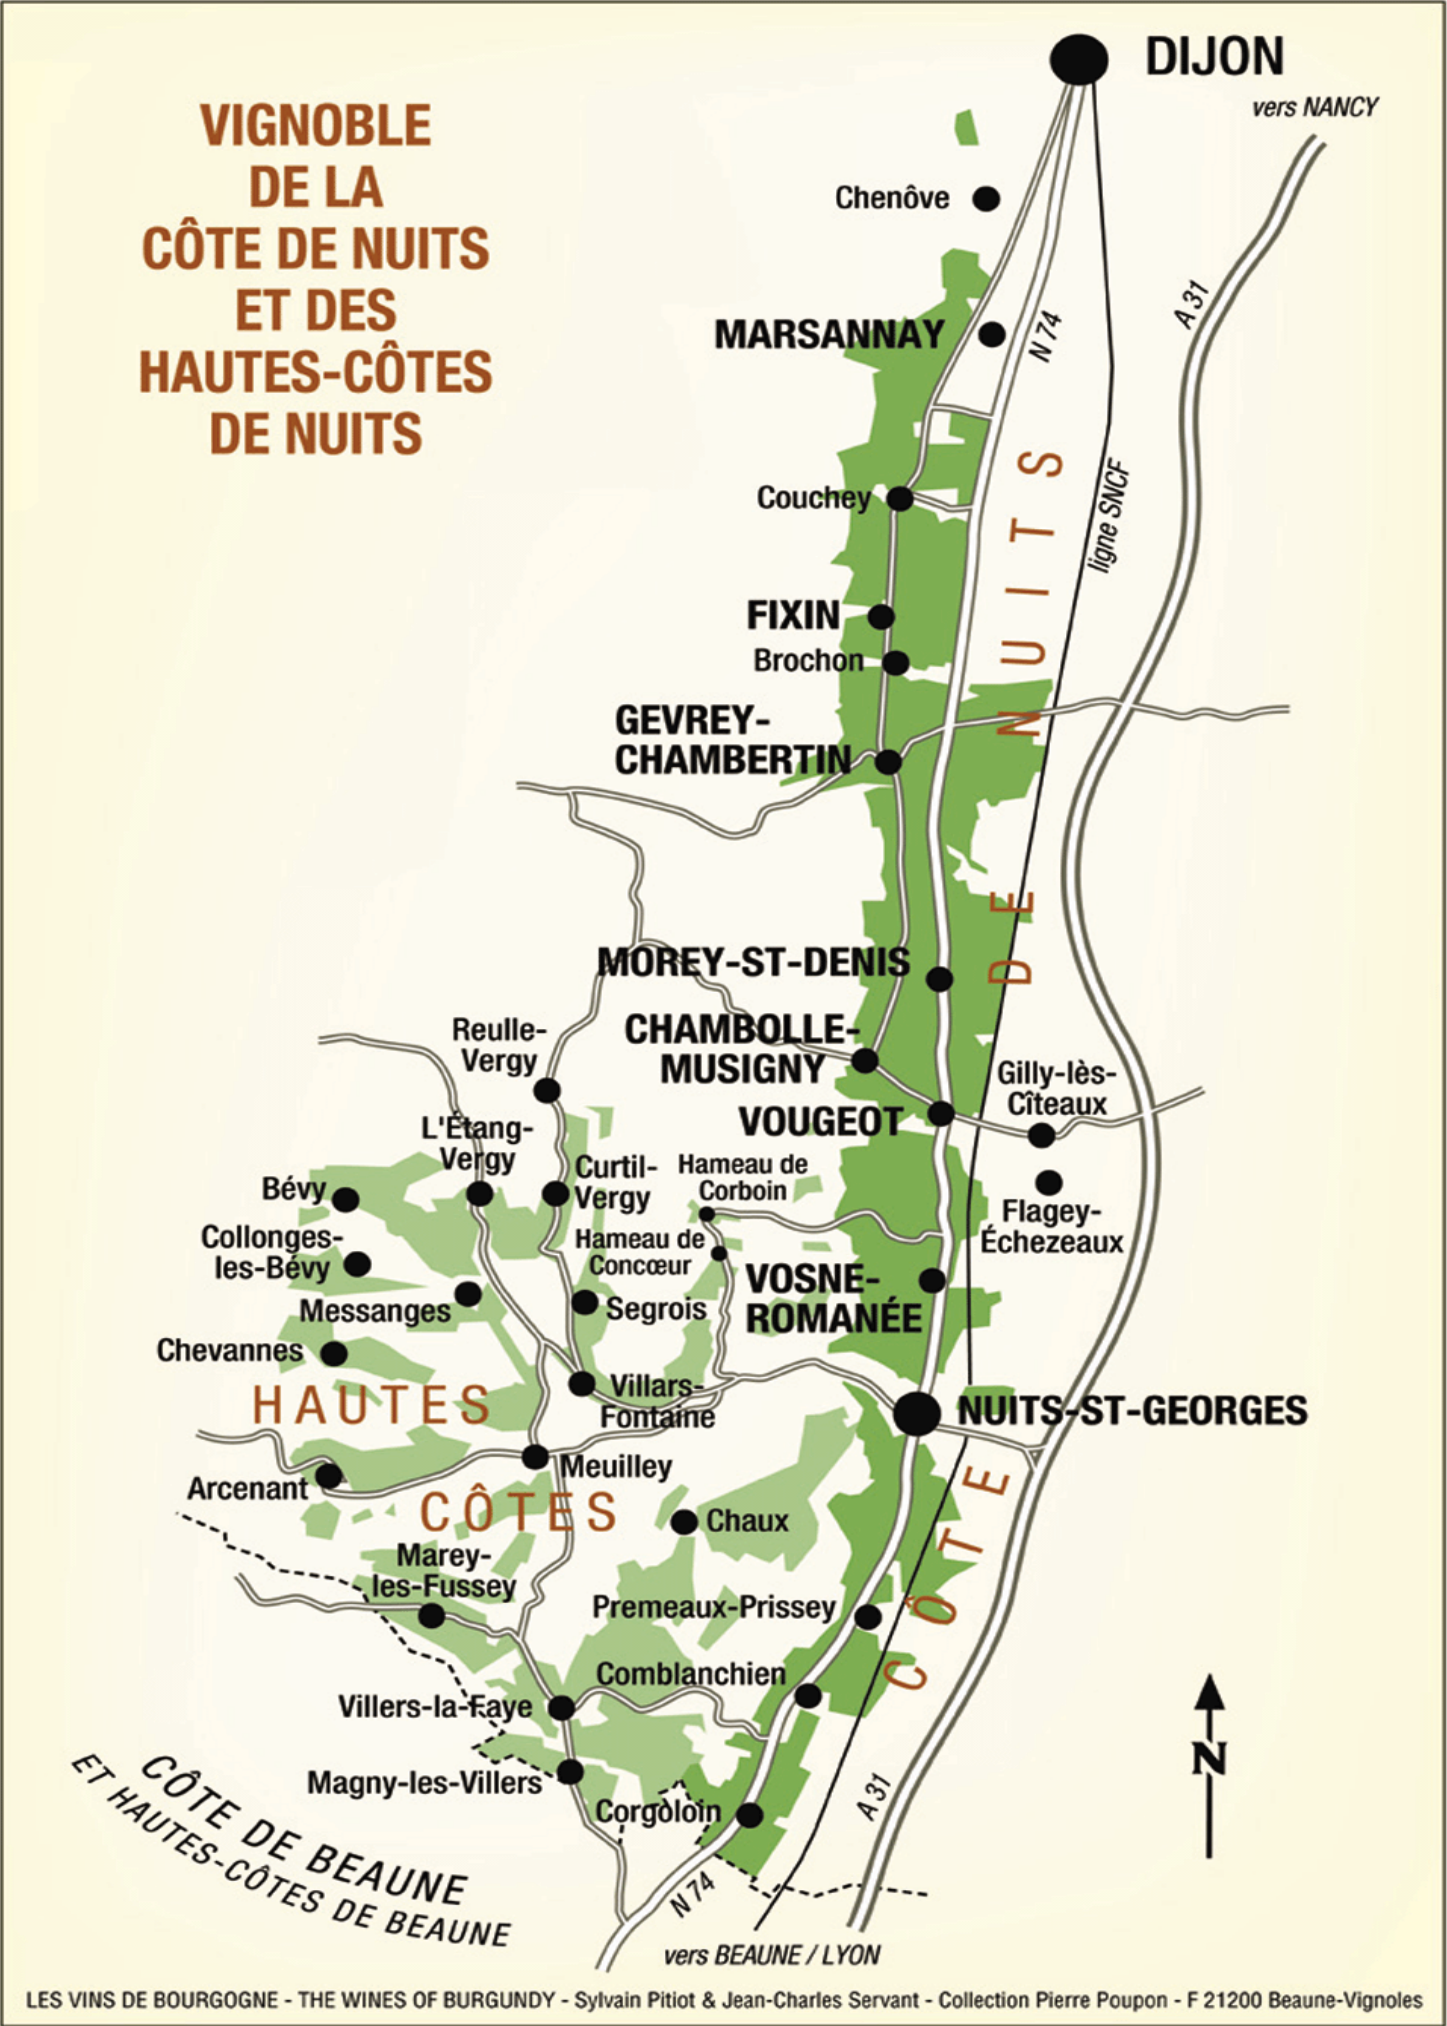 DIJON
vers NANCY
VIGNOBLE
DE LA
CÔTE DE NUITS
ET DES
HAUTES-CÔTES
DE NUITS
Chenôve
A 31
MARSANNAY
N 74
Couchey
ligne SNCF
FIXIN
Brochon
GEVREY-
CHAMBERTIN
MOREY-ST-DENIS
CHAMBOLLE-
MUSIGNY
Reulle-
Vergy
Gilly-lès-
Cîteaux
VOUGEOT
L'Étang-
Vergy
Curtil-
Vergy
Hameau de
Corboin
Bévy
Flagey-
Échezeaux
Collonges-
les-Bévy
Hameau de
Concœur
VOSNE-
ROMANÉE
Messanges
Segrois
Chevannes
Villars-
Fontaine
HAUTES
CÔTES
NUITS-ST-GEORGES
Meuilley
Arcenant
CÔTE DE NUITS
Chaux
Marey-
les-Fussey
Premeaux-Prissey
Comblanchien
Villers-la-Faye
Magny-les-Villers
Corgoloin
A 31
N
CÔTE DE BEAUNE
ET HAUTES-CÔTES DE BEAUNE
N 74
vers BEAUNE / LYON
LES VINS DE BOURGOGNE - THE WINES OF BURGUNDY - Sylvain Pitiot & Jean-Charles Servant - Collection Pierre Poupon - F 21200 Beaune-Vignoles